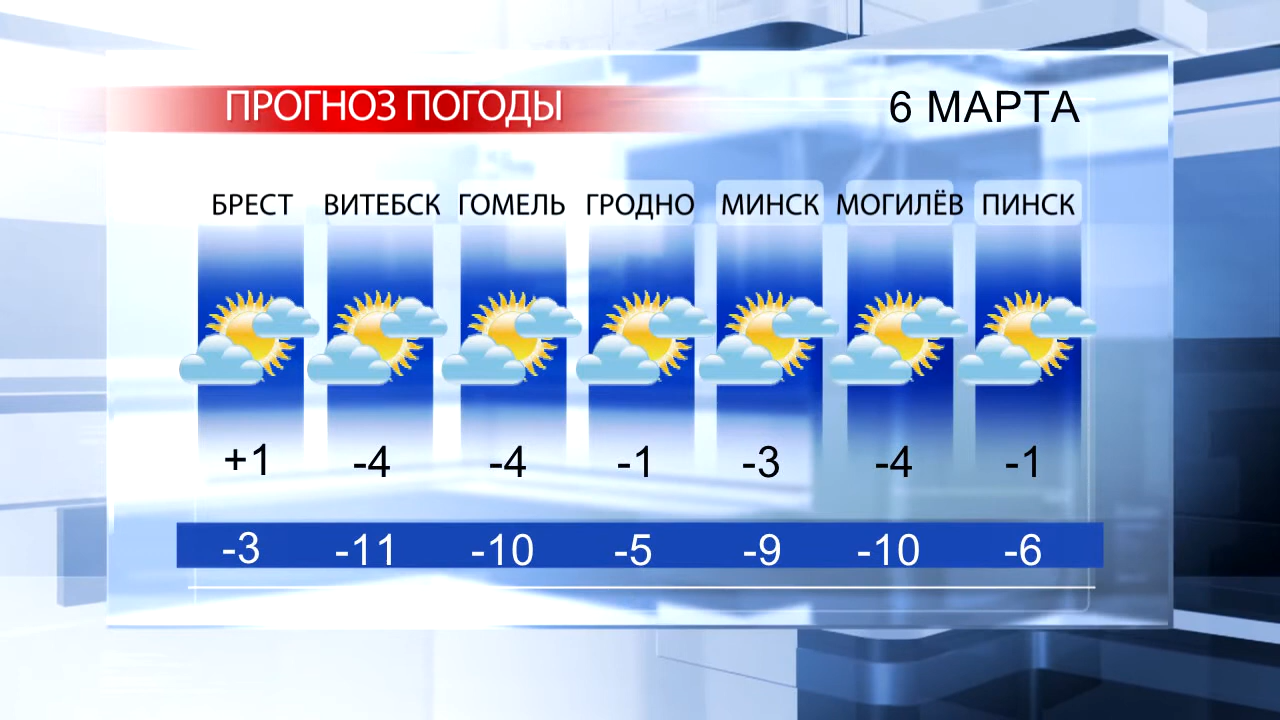 ПРОГНОЗ ПОГОДЫ 6 МАРТА
БРЕСТ ВИТЕБСК ГОМЕЛЬ ГРОДНО МИНСК МОГИЛЁВ ПИНСК
+1 -4 -4 -1 -3 -4 -1
-3 -11 -10 -5 -9 -10 -6